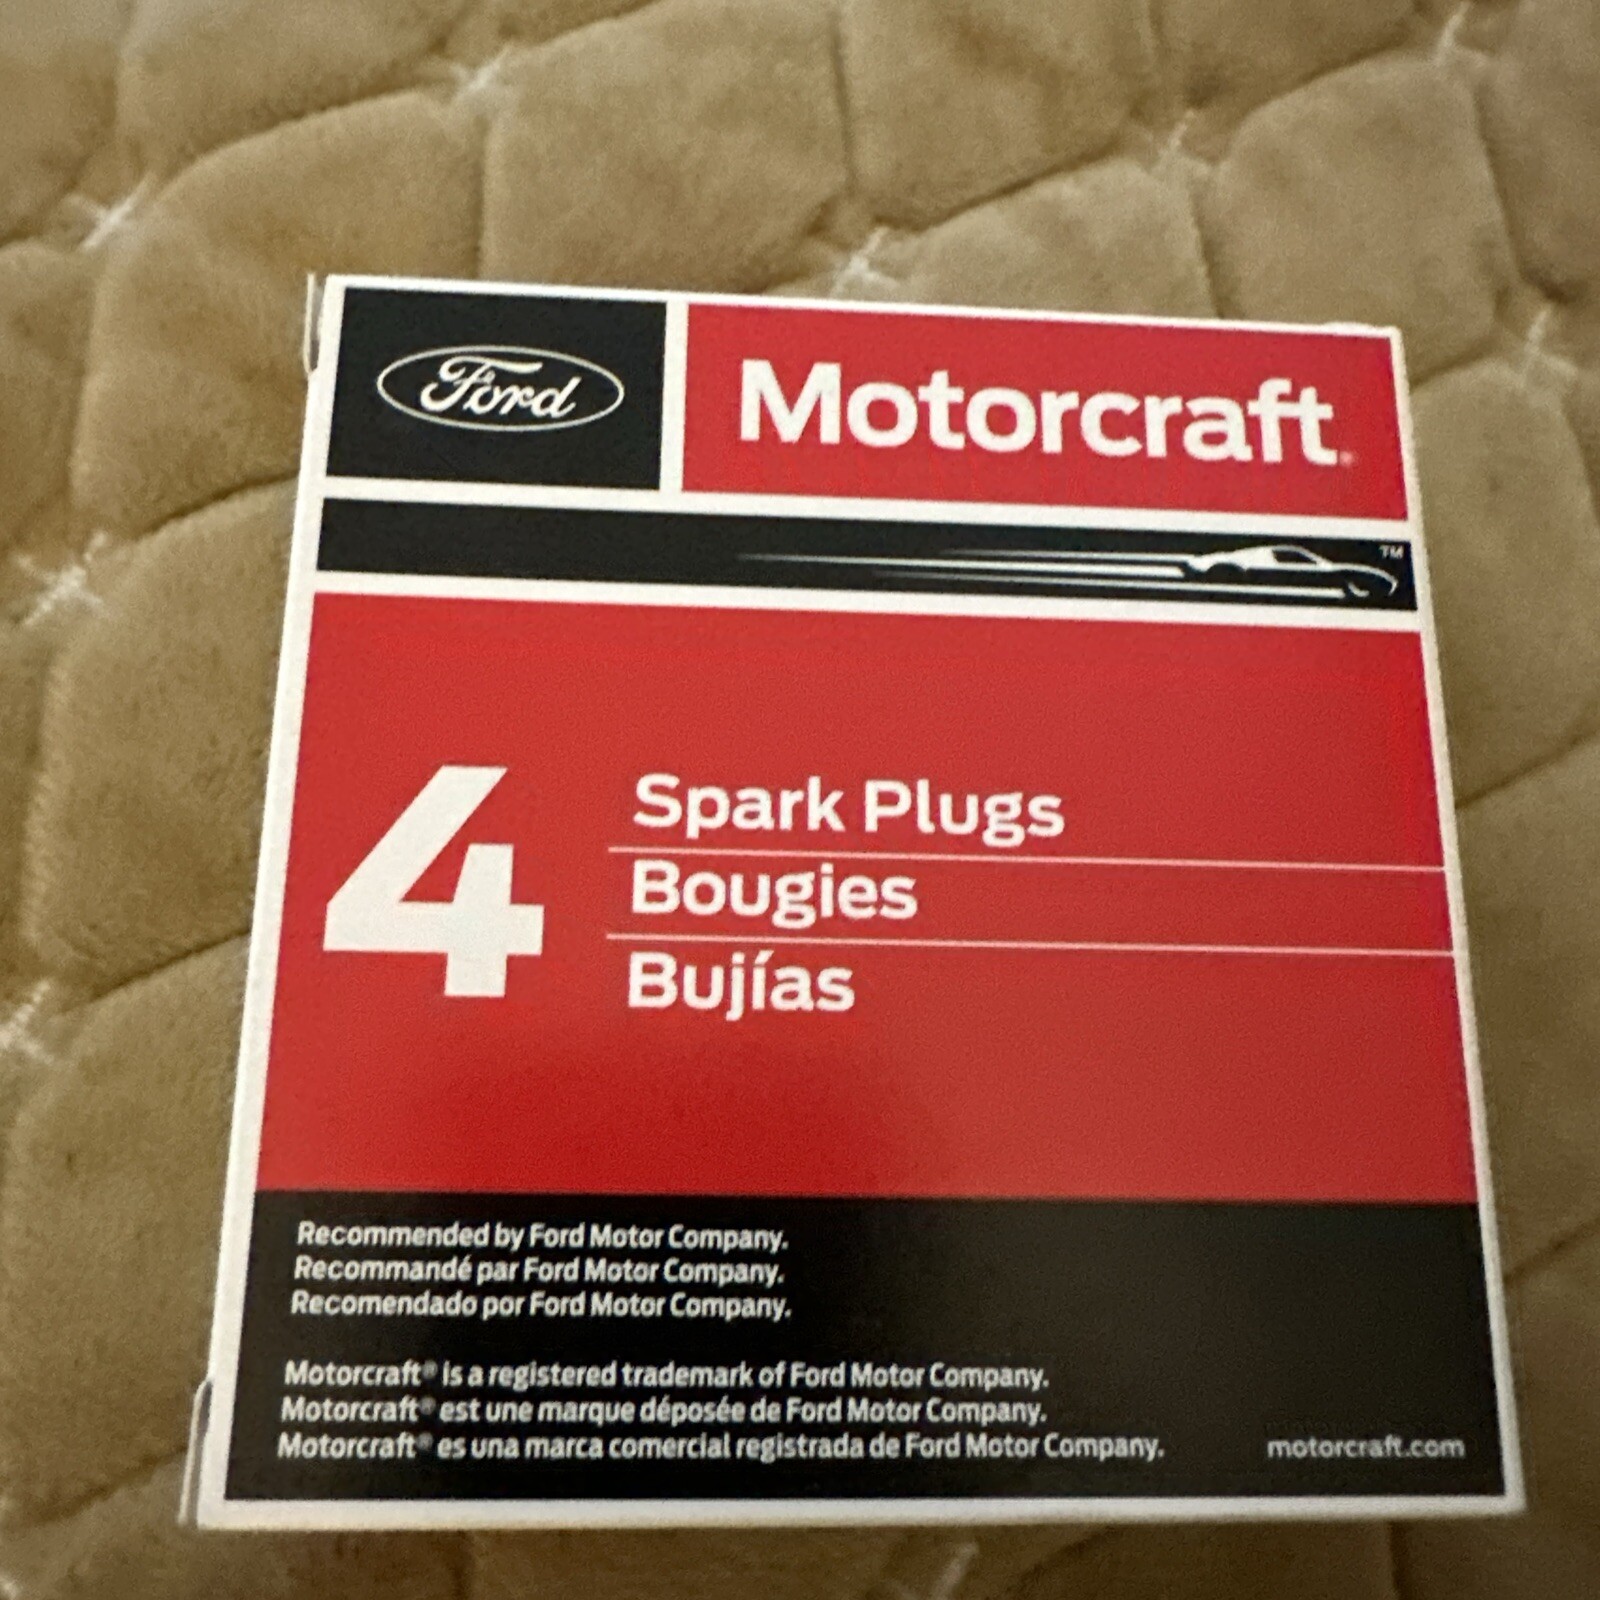 Ford
Motorcraft®
TM
4
Spark Plugs
Bougies
Bujías
Recommended by Ford Motor Company.
Recommandé par Ford Motor Company.
Recomendado por Ford Motor Company.
Motorcraft® is a registered trademark of Ford Motor Company.
Motorcraft® est une marque déposée de Ford Motor Company.
Motorcraft® es una marca comercial registrada de Ford Motor Company.
motorcraft.com